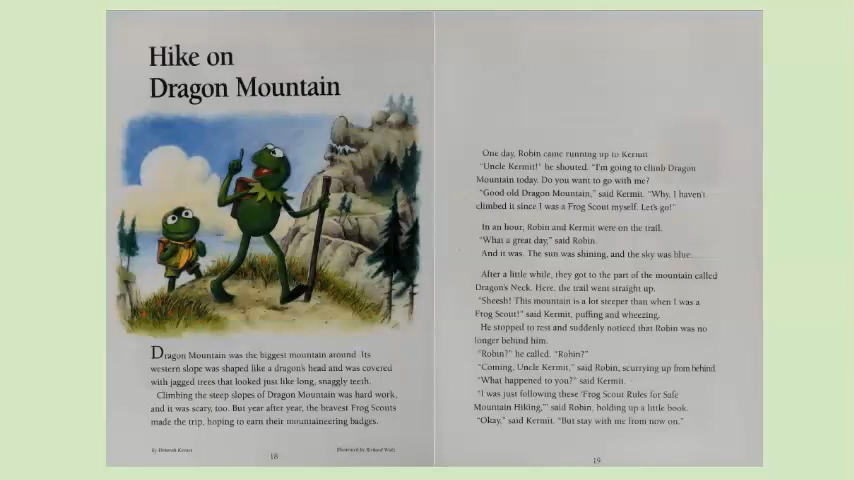 Hike on
Dragon Mountain
Dragon Mountain was the biggest mountain around. Its
western slope was shaped like a dragon's head and was covered
with jagged trees that looked just like long, snaggly teeth.
Climbing the steep slopes of Dragon Mountain was hard work,
and it was scary, too. But year after year, the bravest Frog Scouts
made the trip, hoping to earn their mountaineering badges.
By Deborah Kovacs
Illustrated by Richard Walz
18
One day, Robin came running up to Kermit.
"Uncle Kermit!" he shouted. "I'm going to climb Dragon
Mountain today. Do you want to go with me?
"Good old Dragon Mountain," said Kermit. "Why, I haven't
climbed it since I was a Frog Scout myself. Let's go!"
In an hour, Robin and Kermit were on the trail.
"What a great day," said Robin.
And it was. The sun was shining, and the sky was blue.
After a little while, they got to the part of the mountain called
Dragon's Neck. Here, the trail went straight up.
"Sheesh! This mountain is a lot steeper than when I was a
Frog Scout!" said Kermit, puffing and wheezing.
He stopped to rest and suddenly noticed that Robin was no
longer behind him.
"Robin?" he called. "Robin?"
"Coming, Uncle Kermit," said Robin, scurrying up from behind.
"What happened to you?" said Kermit.
"I was just following these 'Frog Scout Rules for Safe
Mountain Hiking,'" said Robin, holding up a little book.
"Okay," said Kermit. "But stay with me from now on."
19